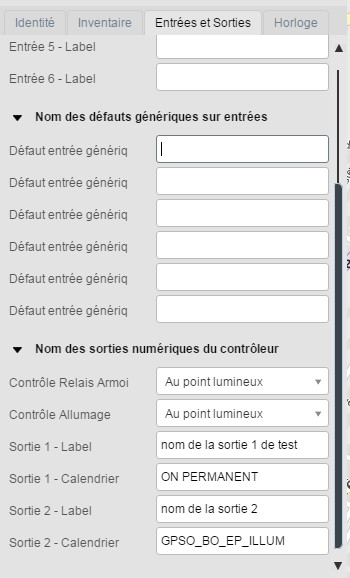 Identité Inventaire Entrées et Sorties Horloge
Entrée 5 - Label
Entrée 6 - Label
Nom des défauts génériques sur entrées
Défaut entrée génériq
Défaut entrée génériq
Défaut entrée génériq
Défaut entrée génériq
Défaut entrée génériq
Défaut entrée génériq
Nom des sorties numériques du contrôleur
Contrôle Relais Armoi Au point lumineux
Contrôle Allumage Au point lumineux
Sortie 1 - Label nom de la sortie 1 de test
Sortie 1 - Calendrier ON PERMANENT
Sortie 2 - Label nom de la sortie 2
Sortie 2 - Calendrier GPSO_BO_EP_ILLUM